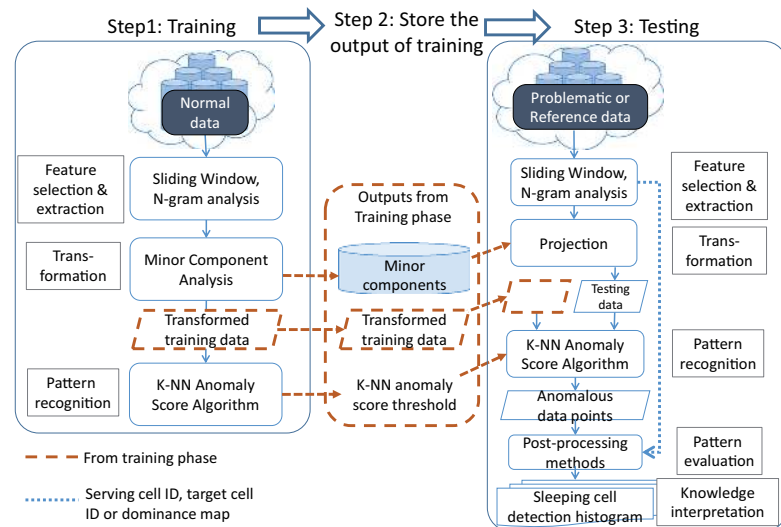 Step1: Training
Step 2: Store the
output of training
Step 3: Testing
Normal
data
Feature
selection &
extraction
Sliding Window,
N-gram analysis
Trans-
formation
Minor Component
Analysis
Transformed
training data
Pattern
recognition
K-NN Anomaly
Score Algorithm
Outputs from
Training phase
Minor
components
Transformed
training data
K-NN anomaly
score threshold
Problematic or
Reference data
Sliding Window,
N-gram analysis
Feature
selection &
extraction
Projection
Trans-
formation
Testing
data
K-NN Anomaly
Score Algorithm
Pattern
recognition
Anomalous
data points
Post-processing
methods
Pattern
evaluation
Sleeping cell
detection histogram
Knowledge
interpretation
From training phase
Serving cell ID, target cell
ID or dominance map